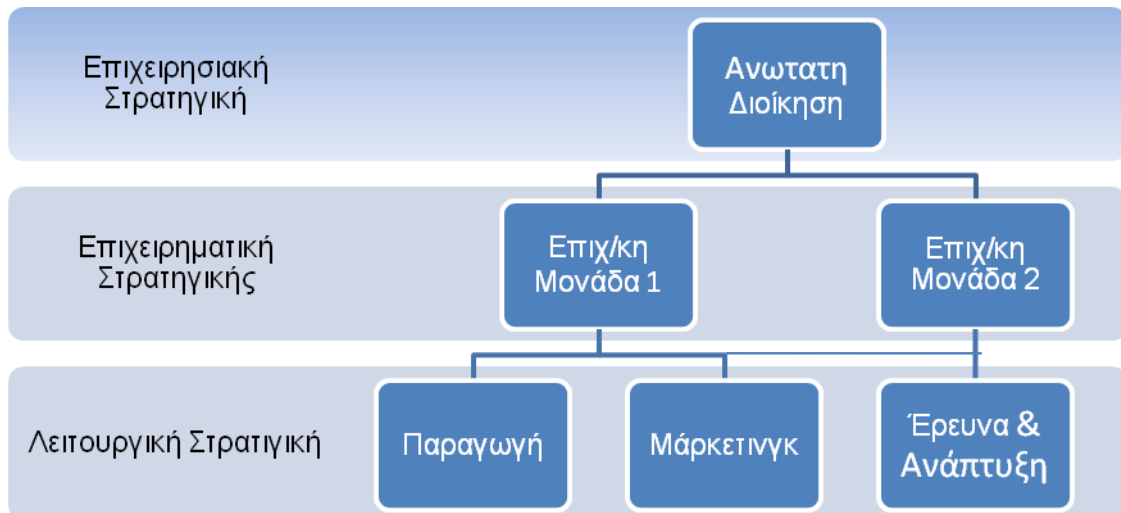 Επιχειρησιακή
Στρατηγική
Ανωτατη
Διοίκηση
Επιχειρηματική
Στρατηγικής
Επιχ/κη
Μονάδα 1
Επιχ/κη
Μονάδα 2
Λειτουργική Στρατιγική
Παραγωγή
Μάρκετινγκ
Έρευνα &
Ανάπτυξη